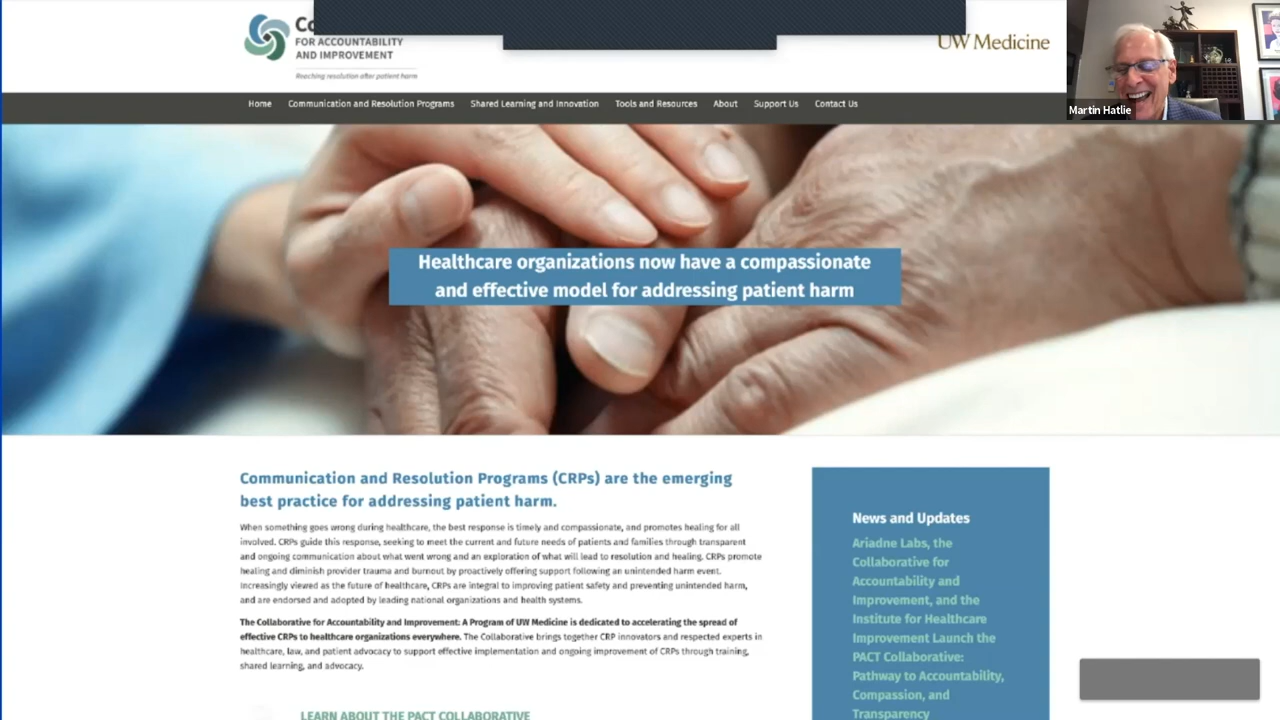 FOR ACCOUNTABILITY
AND IMPROVEMENT
Reaching resolution after patient harm
UW Medicine
Martin Hatlie
Home Communication and Resolution Programs Shared Learning and Innovation Tools and Resources About Support Us Contact Us
Healthcare organizations now have a compassionate
and effective model for addressing patient harm
Communication and Resolution Programs (CRPs) are the emerging
best practice for addressing patient harm.
When something goes wrong during healthcare, the best response is timely and compassionate, and promotes healing for all
involved. CRPs guide this response, seeking to meet the current and future needs of patients and families through transparent
and ongoing communication about what went wrong and an exploration of what will lead to resolution and healing. CRPs promote
healing and diminish provider trauma and burnout by proactively offering support following an unintended harm event.
Increasingly viewed as the future of healthcare, CRPs are integral to improving patient safety and preventing unintended harm,
and are endorsed and adopted by leading national organizations and health systems.
The Collaborative for Accountability and Improvement: A Program of UW Medicine is dedicated to accelerating the spread of
effective CRPs to healthcare organizations everywhere. The Collaborative brings together CRP innovators and respected experts in
healthcare, law, and patient advocacy to support effective implementation and ongoing improvement of CRPs through training,
shared learning, and advocacy.
LEARN ABOUT THE PACT COLLABORATIVE
News and Updates
Ariadne Labs, the
Collaborative for
Accountability and
Improvement, and the
Institute for Healthcare
Improvement Launch the
PACT Collaborative:
Pathway to Accountability,
Compassion, and
Transparency